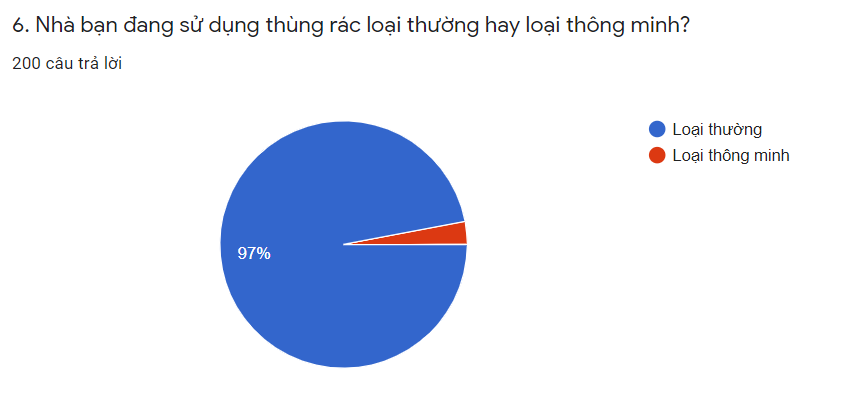 6. Nhà bạn đang sử dụng thùng rác loại thường hay loại thông minh?
200 câu trả lời
Loại thường
Loại thông minh
97%